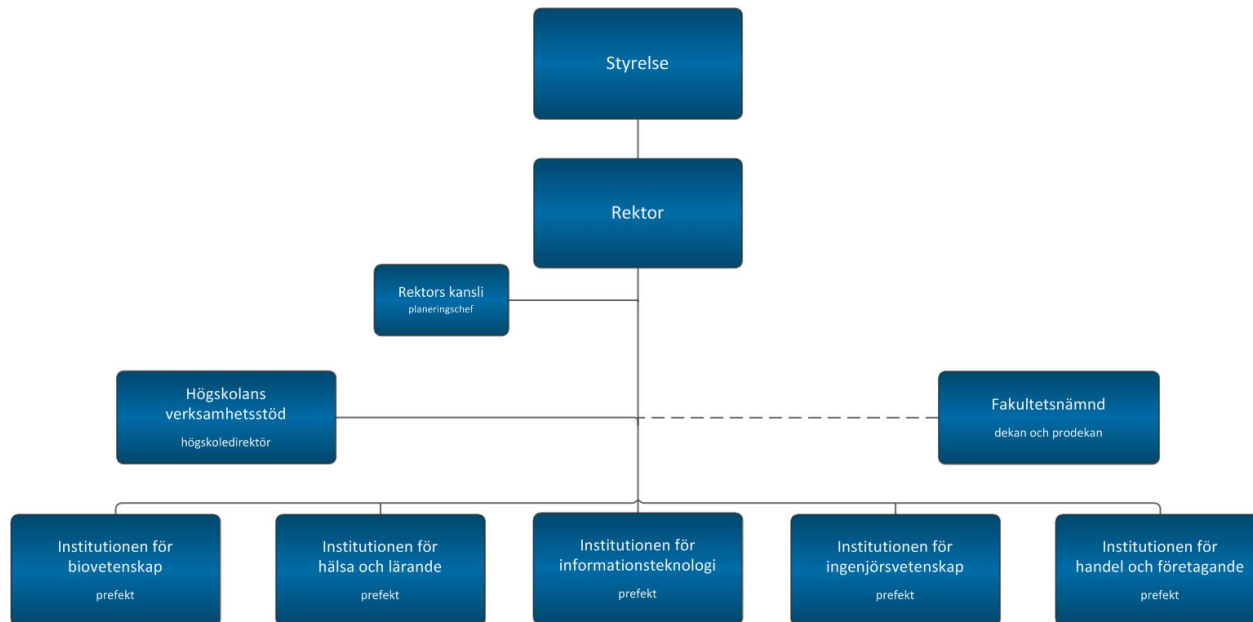 Styrelse
Rektor
Rektors kansli
planeringschef
Högskolans
verksamhetsstöd
högskoledirektör
Fakultetsnämnd
dekan och prodekan
Institutionen för
biovetenskap
prefekt
Institutionen för
hälsa och lärande
prefekt
Institutionen för
informationsteknologi
prefekt
Institutionen för
ingenjörsvetenskap
prefekt
Institutionen för
handel och företagande
prefekt